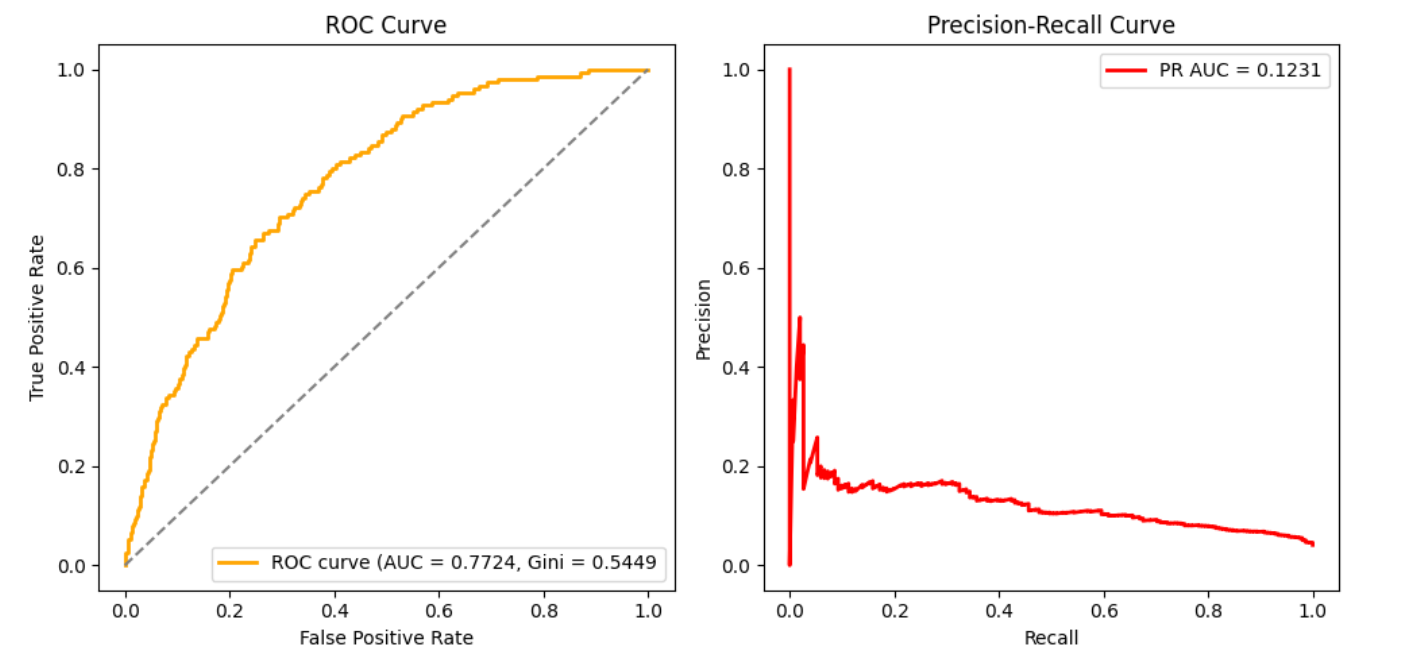 ROC Curve
1.0
0.8
0.6
0.4
0.2
0.0
True Positive Rate
ROC curve (AUC = 0.7724, Gini = 0.5449
0.0 0.2 0.4 0.6 0.8 1.0
False Positive Rate
Precision-Recall Curve
1.0
0.8
0.6
0.4
0.2
0.0
Precision
PR AUC = 0.1231
0.0 0.2 0.4 0.6 0.8 1.0
Recall